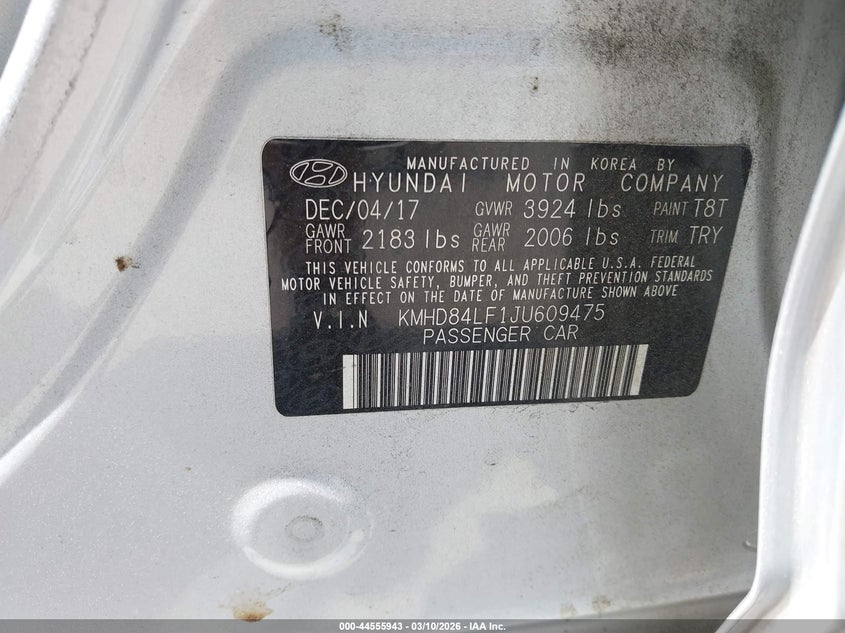 MANUFACTURED IN KOREA BY
HYUNDAI MOTOR COMPANY
DEC/04/17 GVWR 3924 lbs PAINT T8T
GAWR FRONT 2183 lbs GAWR REAR 2006 lbs TRIM TRY
THIS VEHICLE CONFORMS TO ALL APPLICABLE U.S.A. FEDERAL
MOTOR VEHICLE SAFETY, BUMPER, AND THEFT PREVENTION STANDARDS
IN EFFECT ON THE DATE OF MANUFACTURE SHOWN ABOVE
V.I.N KMHD84LF1JU609475
PASSENGER CAR
000-44555943 - 03/10/2026 - IAA Inc.